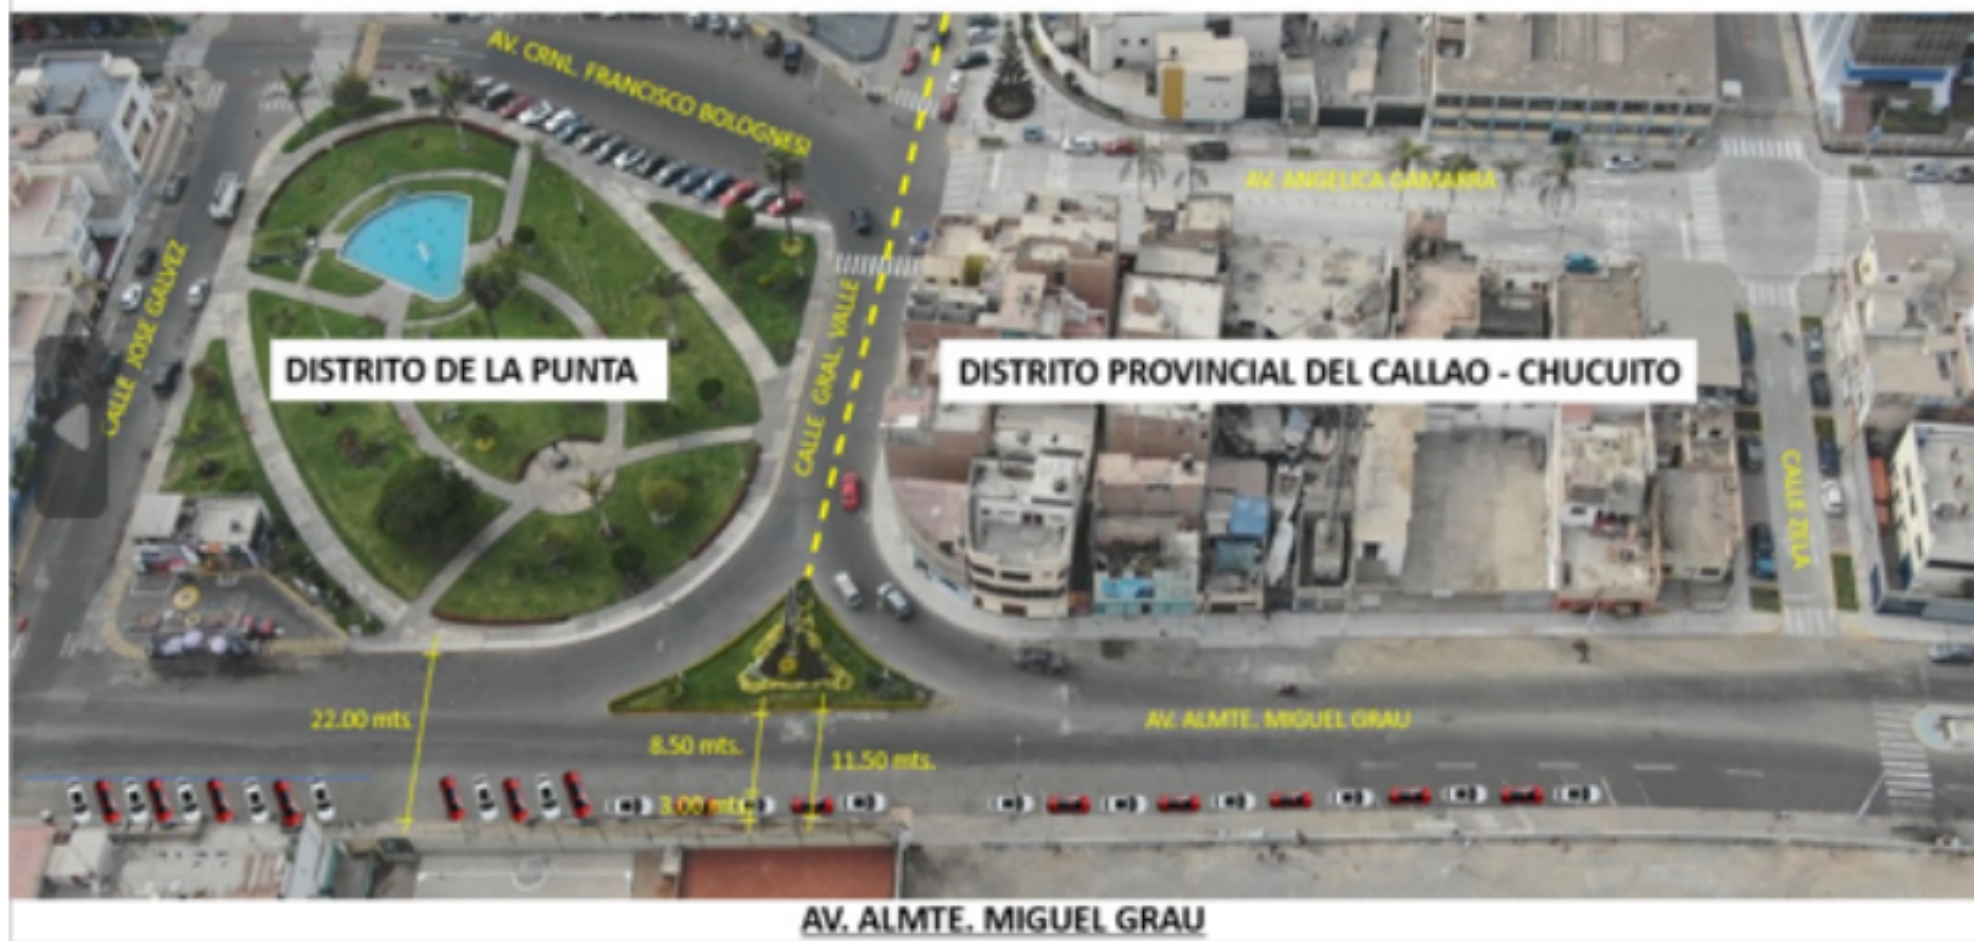 AV. CRNL. FRANCISCO BOLOGNESI
AV. ANGELICA GAMARRA
CALLE JOSE GALVEZ
CALLE GRAL. VALLE
DISTRITO DE LA PUNTA
DISTRITO PROVINCIAL DEL CALLAO - CHUCUITO
CALLE ZELA
22.00 mts.
8.50 mts.
11.50 mts.
AV. ALMTE. MIGUEL GRAU
3.00 mts.
AV. ALMTE. MIGUEL GRAU